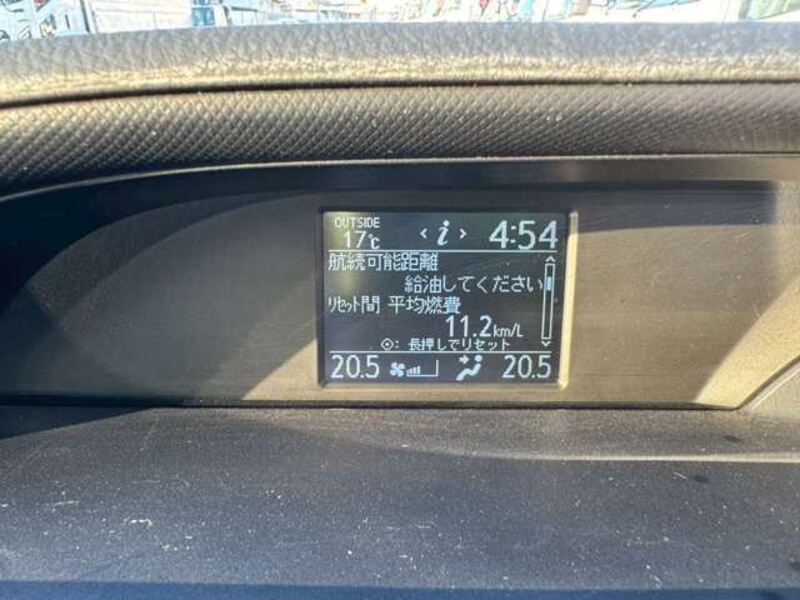 OUTSIDE
17℃ < i > 4:54
航続可能距離
給油してください
リセット間 平均燃費
11.2km/L
⊙: 長押しでリセット
20.5 20.5